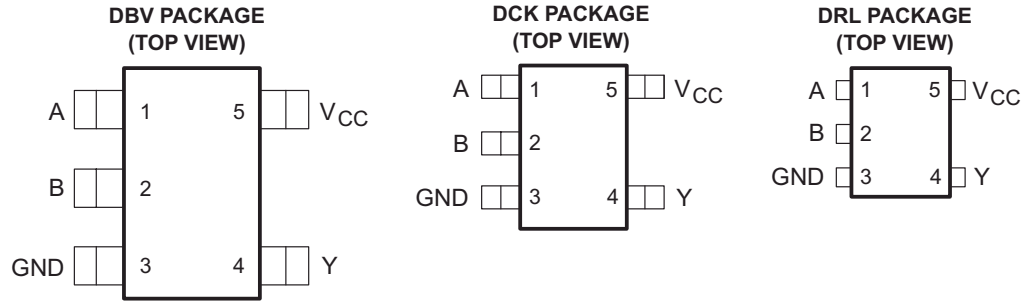 DBV PACKAGE
(TOP VIEW)
A 1 5 VCC
B 2
GND 3 4 Y
DCK PACKAGE
(TOP VIEW)
A 1 5 VCC
B 2
GND 3 4 Y
DRL PACKAGE
(TOP VIEW)
A 1 5 VCC
B 2
GND 3 4 Y